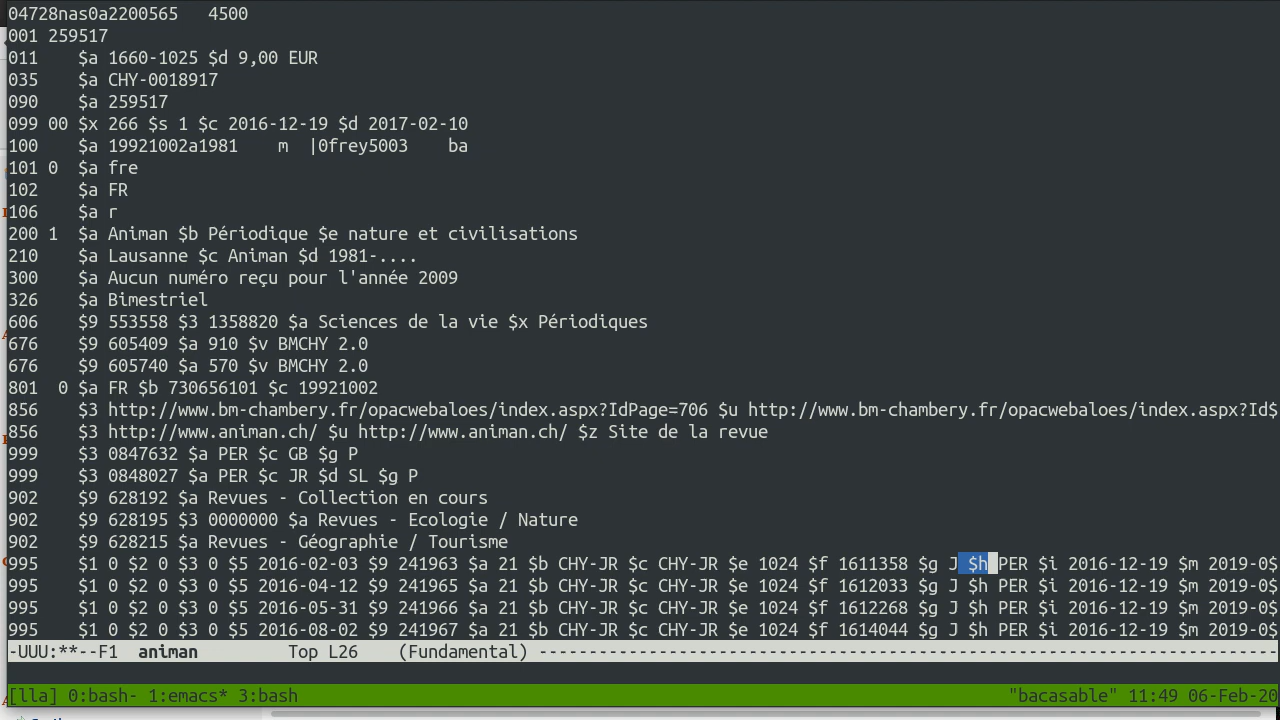 04728nas0a2200565   4500
001 259517
011    $a 1660-1025 $d 9,00 EUR
035    $a CHY-0018917
090    $a 259517
099 00 $x 266 $s 1 $c 2016-12-19 $d 2017-02-10
100    $a 19921002a1981    m  |0frey5003    ba
101 0  $a fre
102    $a FR
106    $a r
200 1  $a Animan $b Périodique $e nature et civilisations
210    $a Lausanne $c Animan $d 1981-....
300    $a Aucun numéro reçu pour l'année 2009
326    $a Bimestriel
606    $9 553558 $3 1358820 $a Sciences de la vie $x Périodiques
676    $9 605409 $a 910 $v BMCHY 2.0
676    $9 605740 $a 570 $v BMCHY 2.0
801  0 $a FR $b 730656101 $c 19921002
856    $3 http://www.bm-chambery.fr/opacwebaloes/index.aspx?IdPage=706 $u http://www.bm-chambery.fr/opacwebaloes/index.aspx?Id$
856    $3 http://www.animan.ch/ $u http://www.animan.ch/ $z Site de la revue
999    $3 0847632 $a PER $c GB $g P
999    $3 0848027 $a PER $c JR $d SL $g P
902    $9 628192 $a Revues - Collection en cours
902    $9 628195 $3 0000000 $a Revues - Ecologie / Nature
902    $9 628215 $a Revues - Géographie / Tourisme
995    $1 0 $2 0 $3 0 $5 2016-02-03 $9 241963 $a 21 $b CHY-JR $c CHY-JR $e 1024 $f 1611358 $g J $h PER $i 2016-12-19 $m 2019-0$
995    $1 0 $2 0 $3 0 $5 2016-04-12 $9 241965 $a 21 $b CHY-JR $c CHY-JR $e 1024 $f 1612033 $g J $h PER $i 2016-12-19 $m 2019-0$
995    $1 0 $2 0 $3 0 $5 2016-05-31 $9 241966 $a 21 $b CHY-JR $c CHY-JR $e 1024 $f 1612268 $g J $h PER $i 2016-12-19 $m 2019-0$
995    $1 0 $2 0 $3 0 $5 2016-08-02 $9 241967 $a 21 $b CHY-JR $c CHY-JR $e 1024 $f 1614044 $g J $h PER $i 2016-12-19 $m 2019-0$
-UUU:**--F1  animan         Top L26    (Fundamental) --------------------------------------------------------------------------
[lla] 0:bash- 1:emacs* 3:bash "bacasable" 11:49 06-Feb-20